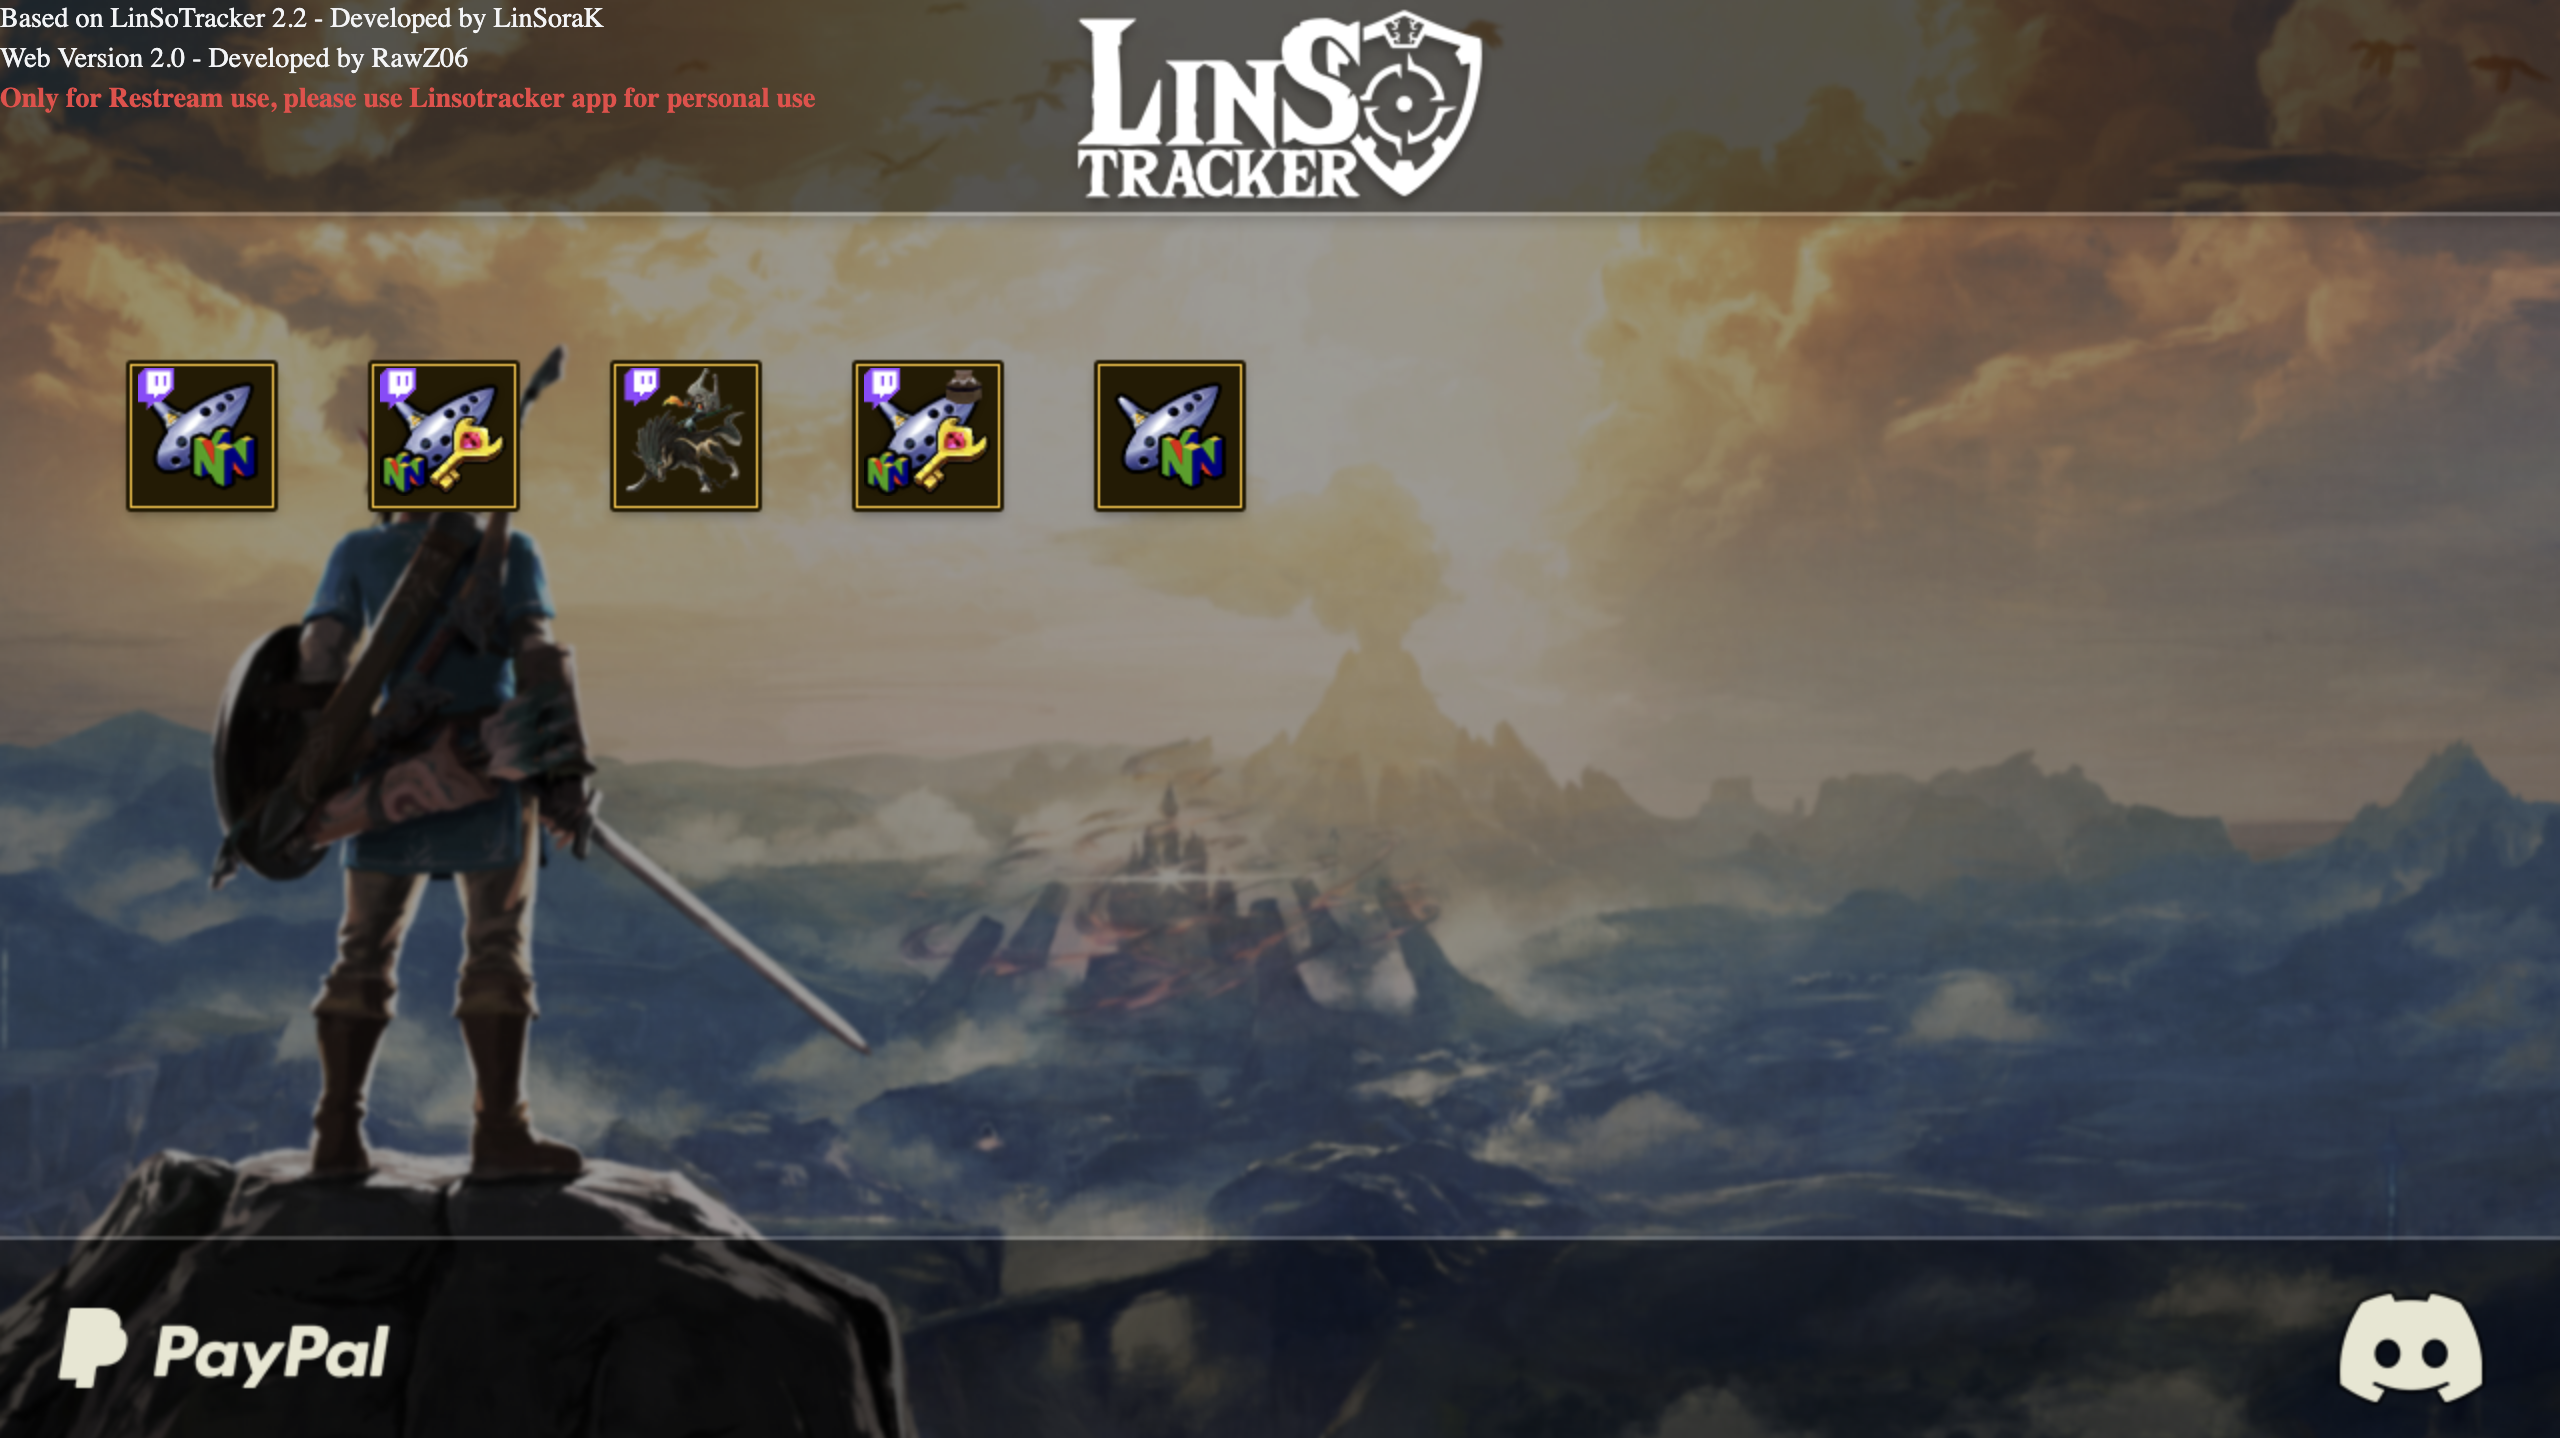 Based on LinSoTracker 2.2 - Developed by LinSoraK
Web Version 2.0 - Developed by RawZ06
Only for Restream use, please use Linsotracker app for personal use
LINSO
TRACKER
PayPal